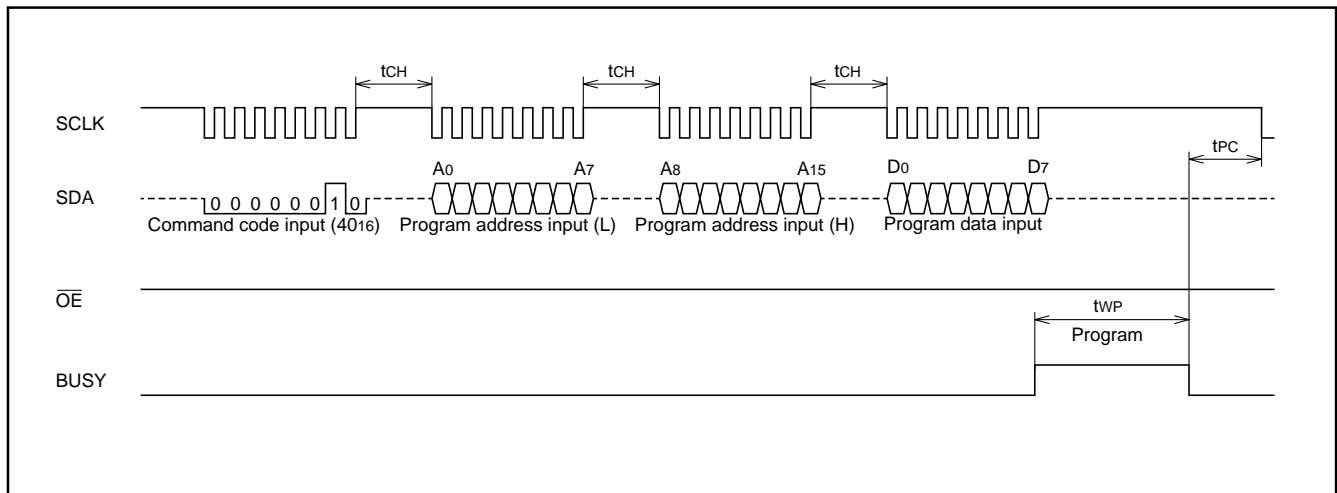 tCH tCH tCH
SCLK
tPC
A0 A7 A8 A15 D0 D7
SDA
0 0 0 0 0 0 1 0
Command code input (4016) Program address input (L) Program address input (H) Program data input
OE
tWP
Program
BUSY